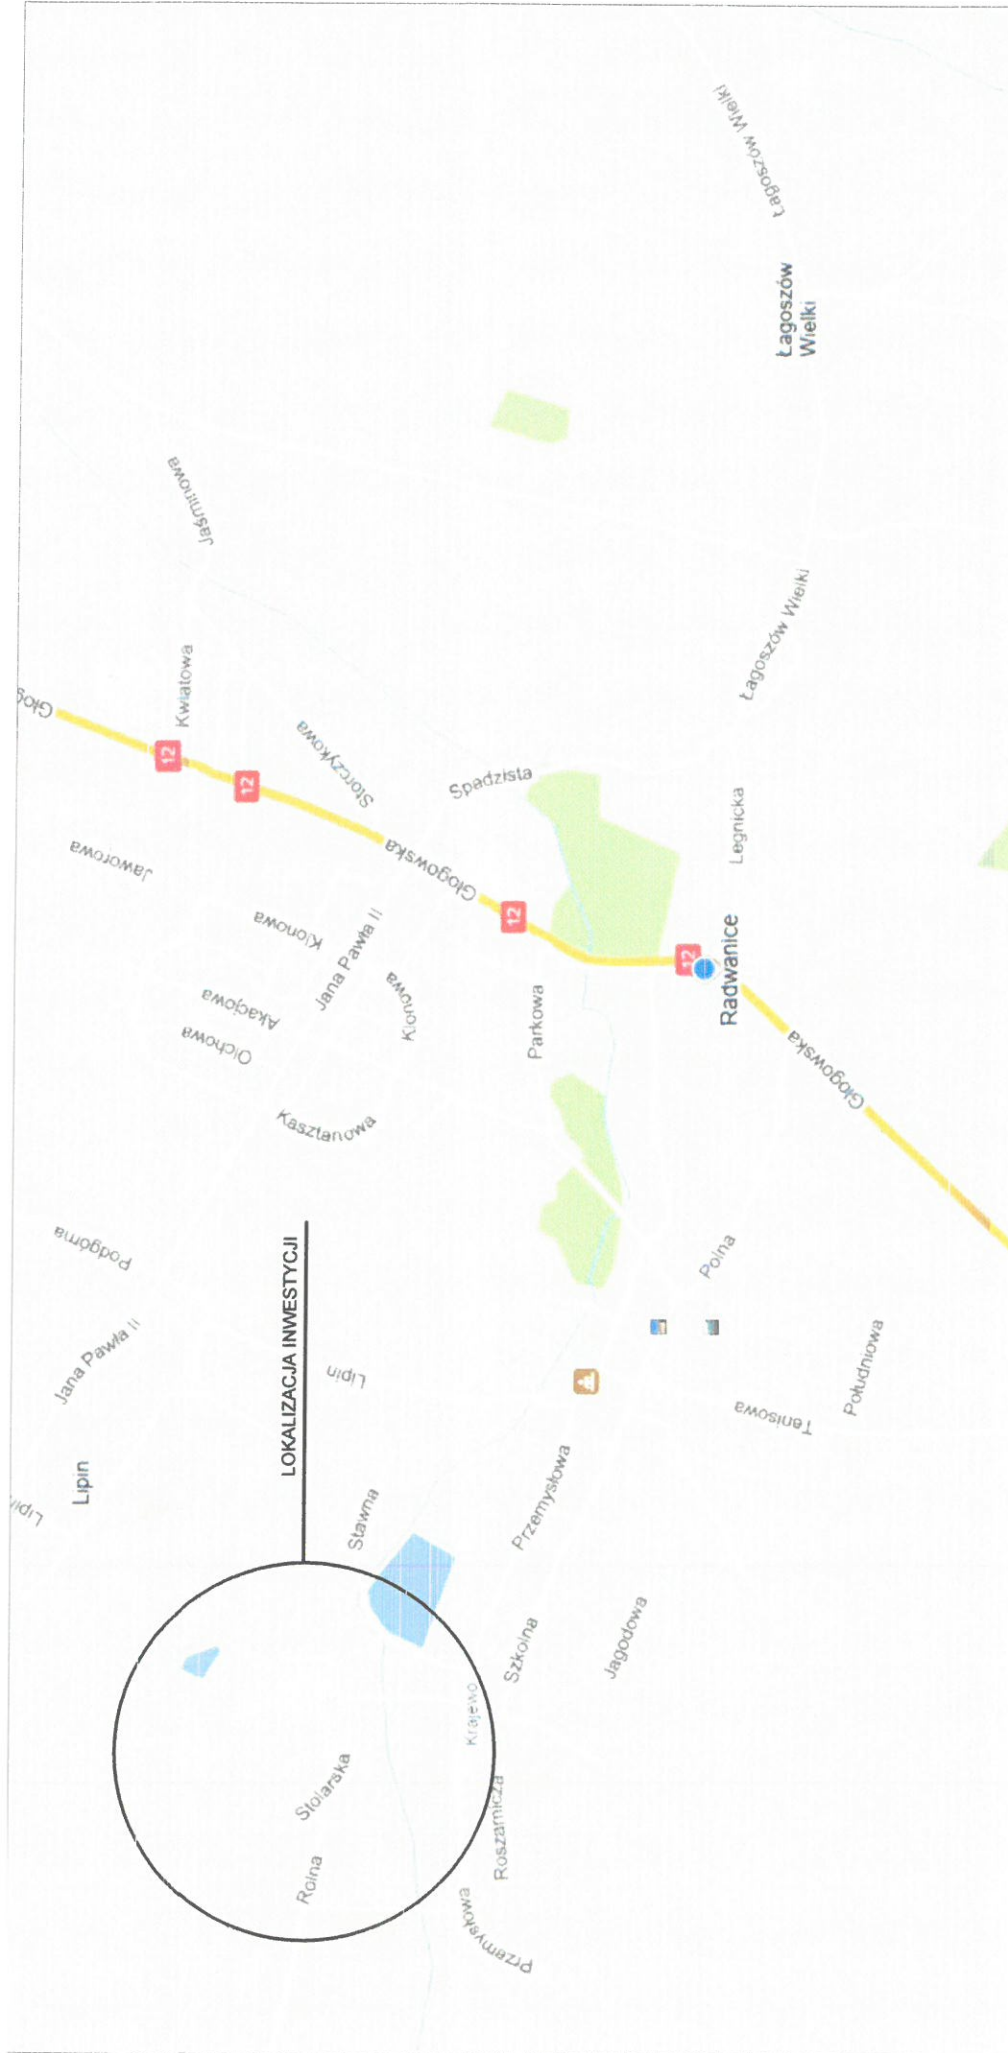 Lipin
Głog
Lipin
Jana Pawła II
Podgórna
Jaworowa
12
Kwiatowa
Jaśminowa
Olchowa
Akacjowa
Klonowa
12
LOKALIZACJA INWESTYCJI
Rolna
Stolarska
Kasztanowa
Jana Pawła II
Storczykowa
Stawna
Lipin
Klonowa
Głogowska
Przemysłowa
Krajewo
Roszarnicza
Spadzista
Szkolna
Przemysłowa
Parkowa
12
Jagodowa
12
Radwanice
Polna
Legnicka
Łagoszów Wielki
Łagoszów Wielki
Tenisowa
Głogowska
Łagoszów
Wielki
Południowa